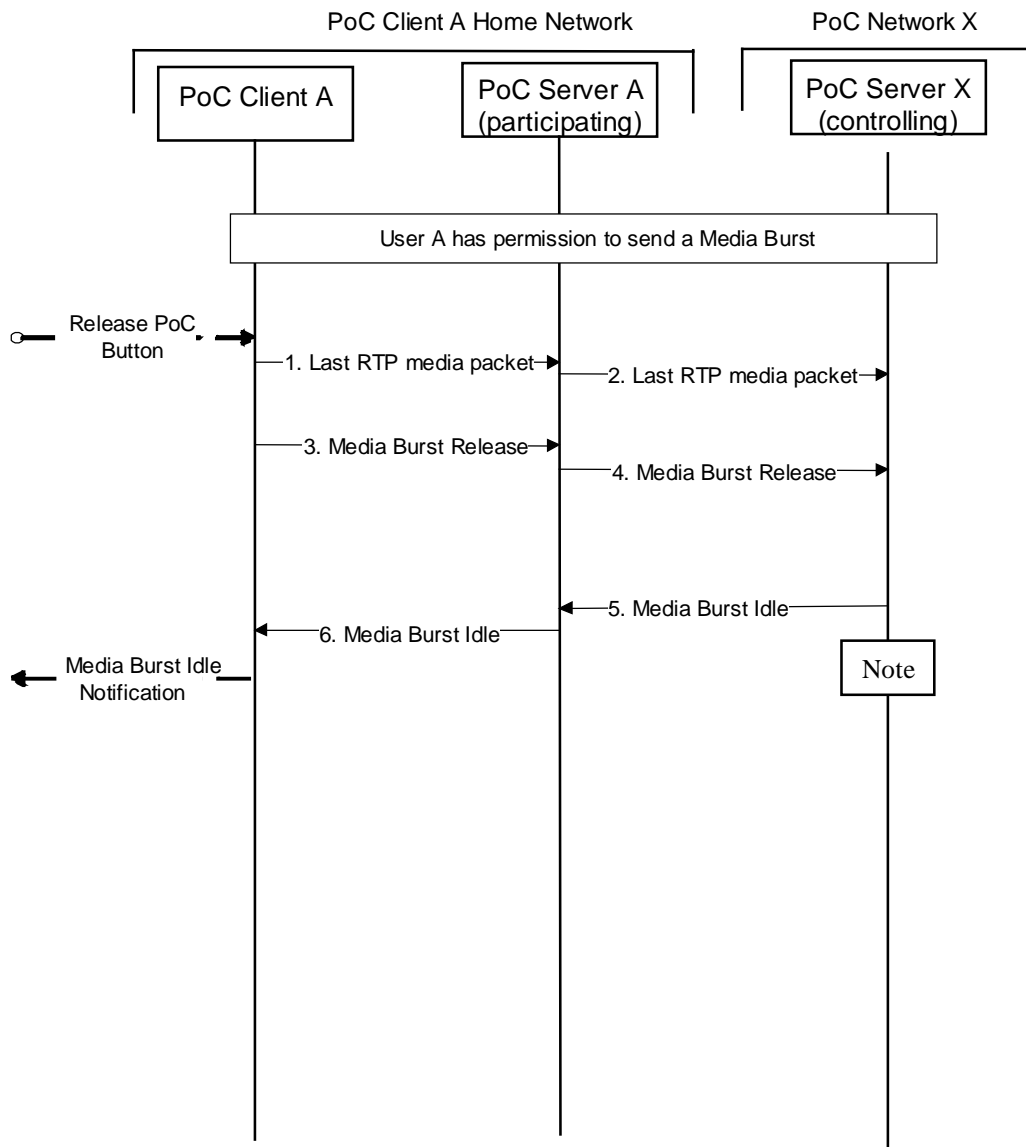 PoC Client A Home Network
PoC Network X
PoC Client A
PoC Server A
(participating)
PoC Server X
(controlling)
User A has permission to send a Media Burst
Release PoC
Button
1. Last RTP media packet
2. Last RTP media packet
3. Media Burst Release
4. Media Burst Release
5. Media Burst Idle
6. Media Burst Idle
Media Burst Idle
Notification
Note